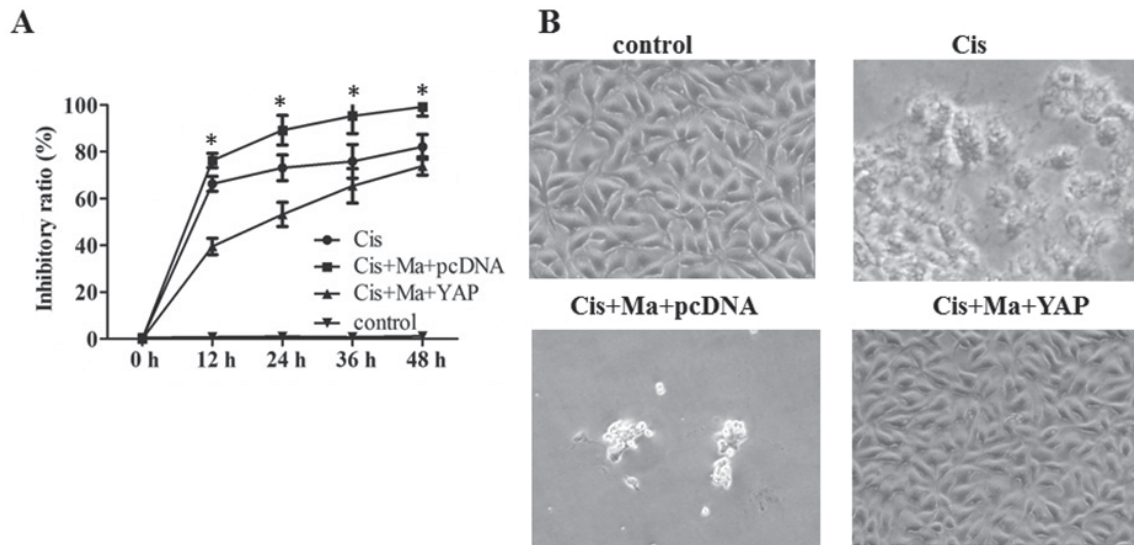 A
Inhibitory ratio (%)
100
80
60
40
20
0
* * * *
Cis
Cis+Ma+pcDNA
Cis+Ma+YAP
control
0 h 12 h 24 h 36 h 48 h
B
control Cis
Cis+Ma+pcDNA Cis+Ma+YAP